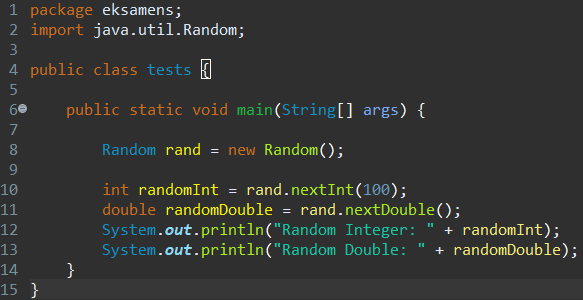 1 package eksamens;
2 import java.util.Random;
3
4 public class tests {
5
6 public static void main(String[] args) {
7
8 Random rand = new Random();
9
10 int randomInt = rand.nextInt(100);
11 double randomDouble = rand.nextDouble();
12 System.out.println("Random Integer: " + randomInt);
13 System.out.println("Random Double: " + randomDouble);
14 }
15 }